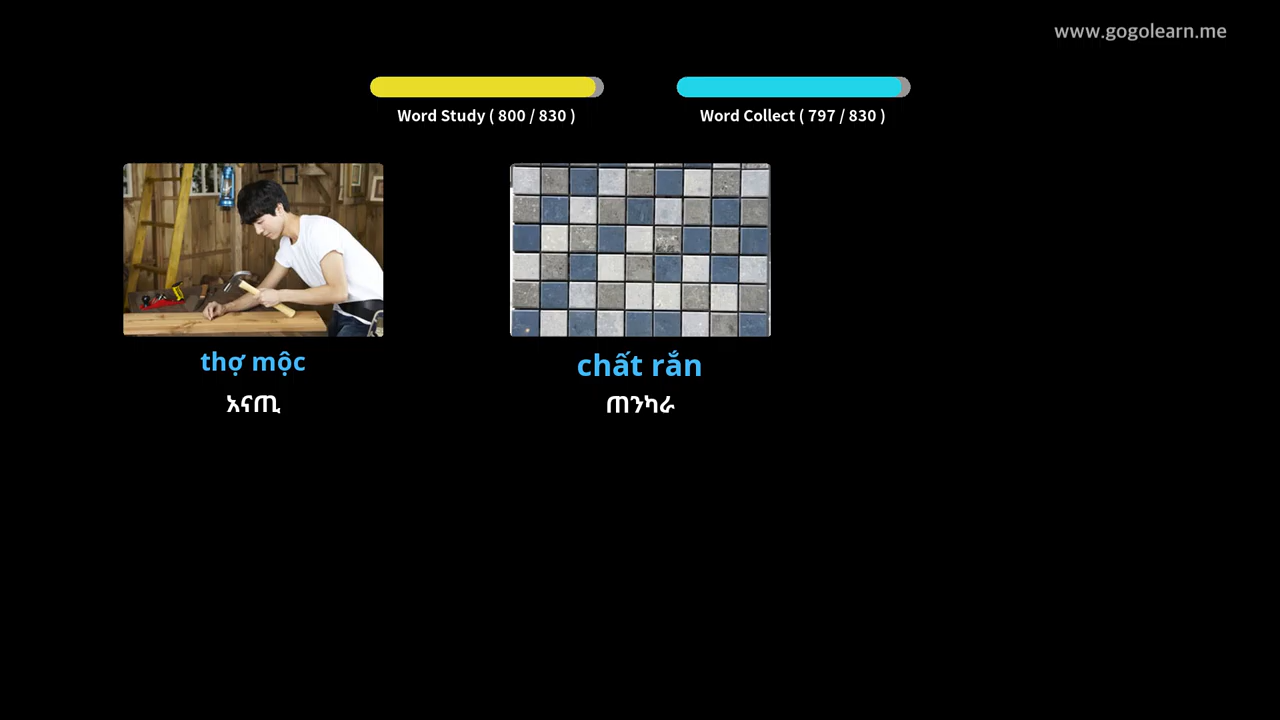 www.gogolearn.me
Word Study ( 800 / 830 )
Word Collect ( 797 / 830 )
thợ mộc
chất rắn
አናጢ
ጠንካራ